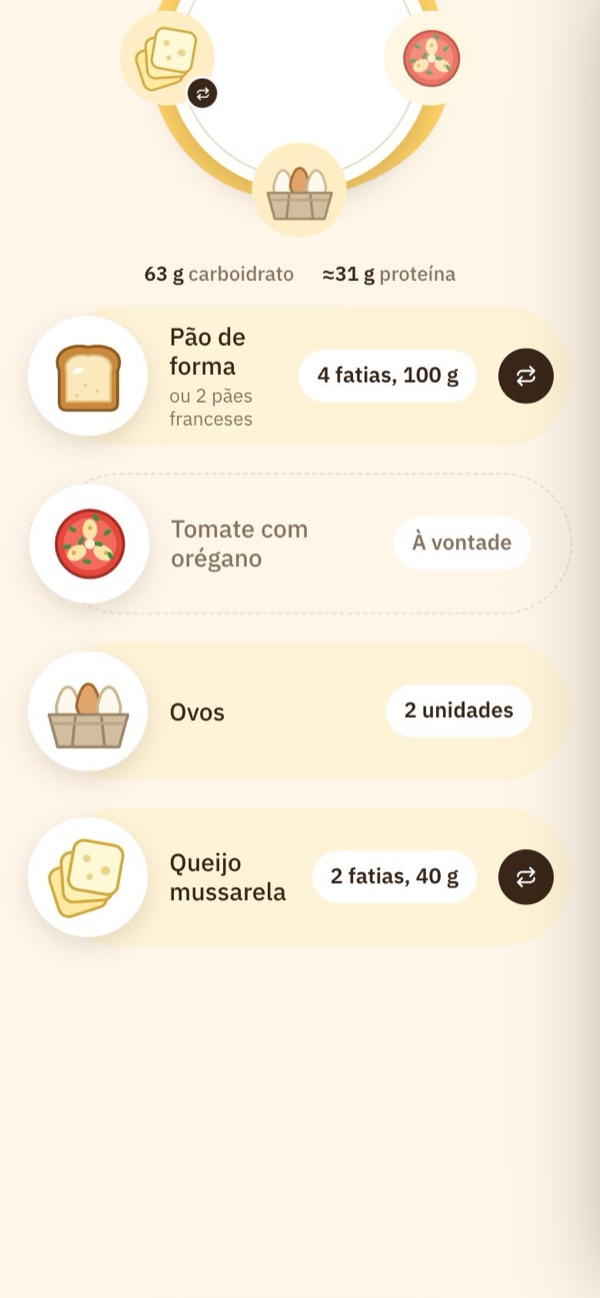 63 g carboidrato ≈31 g proteína
Pão de
forma
ou 2 pães
franceses
4 fatias, 100 g
Tomate com
orégano
À vontade
Ovos
2 unidades
Queijo
mussarela
2 fatias, 40 g